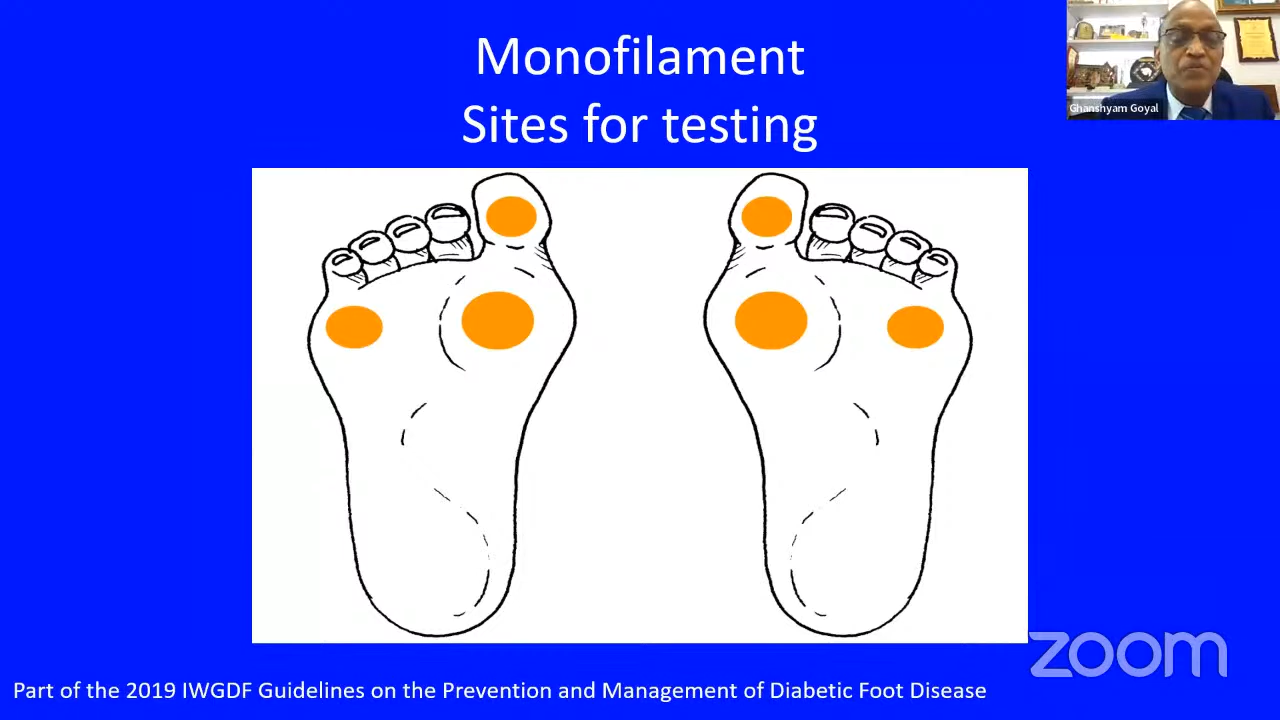 Monofilament
Sites for testing
Ghanshyam Goyal
zoom
Part of the 2019 IWGDF Guidelines on the Prevention and Management of Diabetic Foot Disease